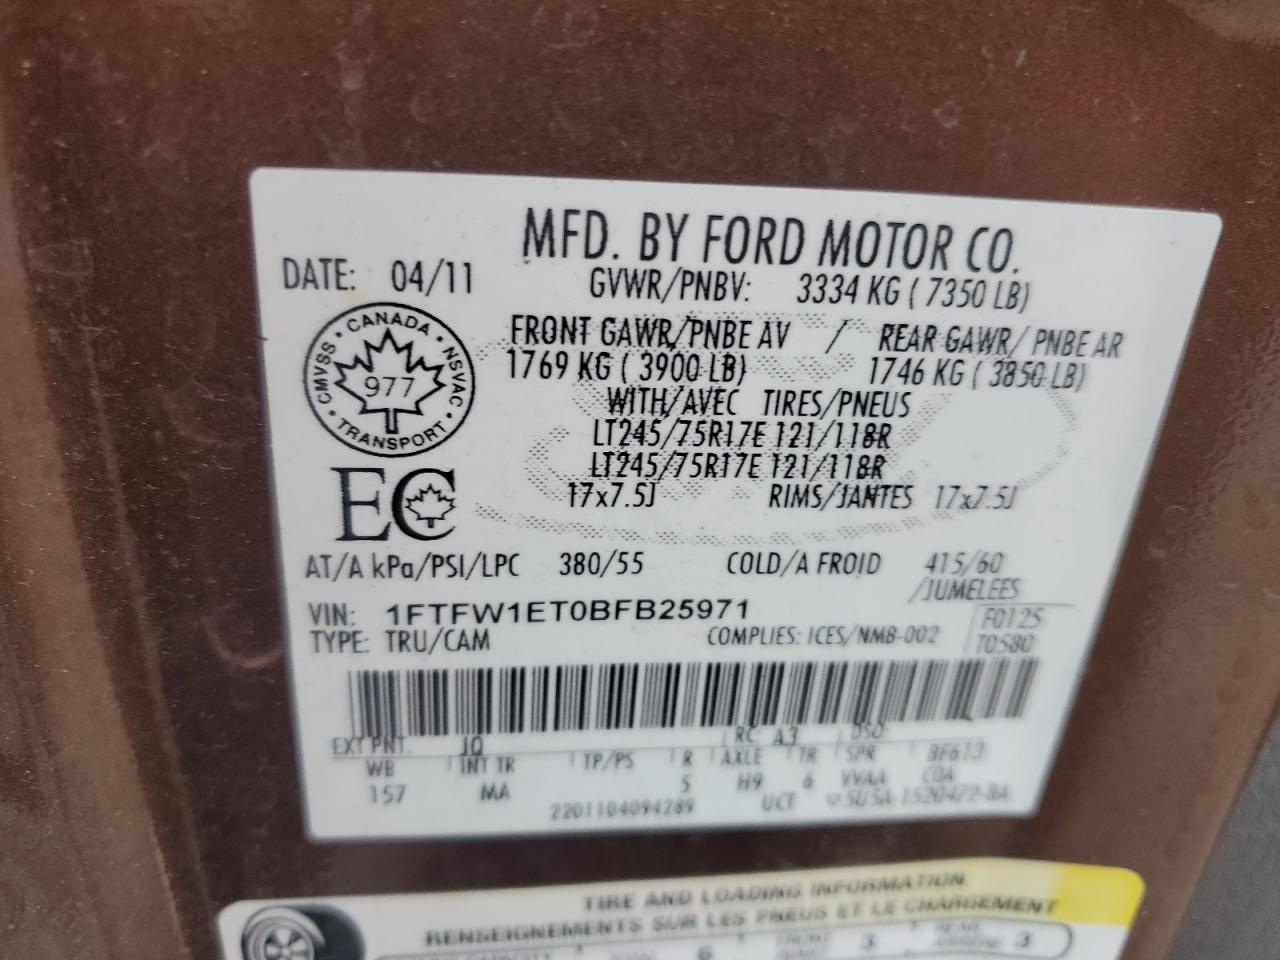 MFD. BY FORD MOTOR CO.
DATE: 04/11 GVWR/PNBV: 3334 KG ( 7350 LB)
FRONT GAWR/PNBE AV / REAR GAWR/ PNBE AR
1769 KG ( 3900 LB) 1746 KG ( 3850 LB)
WITH/AVEC TIRES/PNEUS
LT245/75R17E 121/118R
LT245/75R17E 121/118R
17x7.5J RIMS/JANTES 17x7.5J
CANADA • NSVAC • TRANSPORT • CMVSS •
977
EC
AT/A kPa/PSI/LPC 380/55 COLD/A FROID 415/60
/JUMELEES
VIN: 1FTFW1ET0BFB25971 F0125
TYPE: TRU/CAM COMPLIES: ICES/NMB-002 T0580
EXT PNT. JQ RC: A3 DSO:
WB INT TR TP/PS R AXLE TR SPR
157 MA 5 H9 6 VVAA
2201104094289 UCT
TIRE AND LOADING INFORMATION
RENSEIGNEMENTS SUR LES PNEUS ET LE CHARGEMENT
3 3